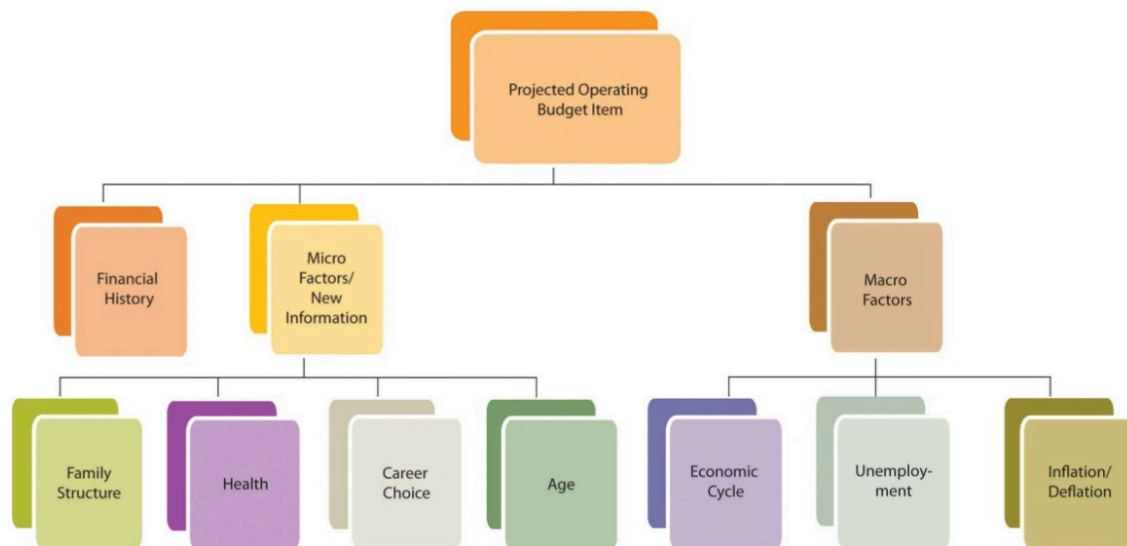 Projected Operating
Budget Item
Financial
History
Micro
Factors/
New
Information
Macro
Factors
Family
Structure
Health
Career
Choice
Age
Economic
Cycle
Unemploy-
ment
Inflation/
Deflation